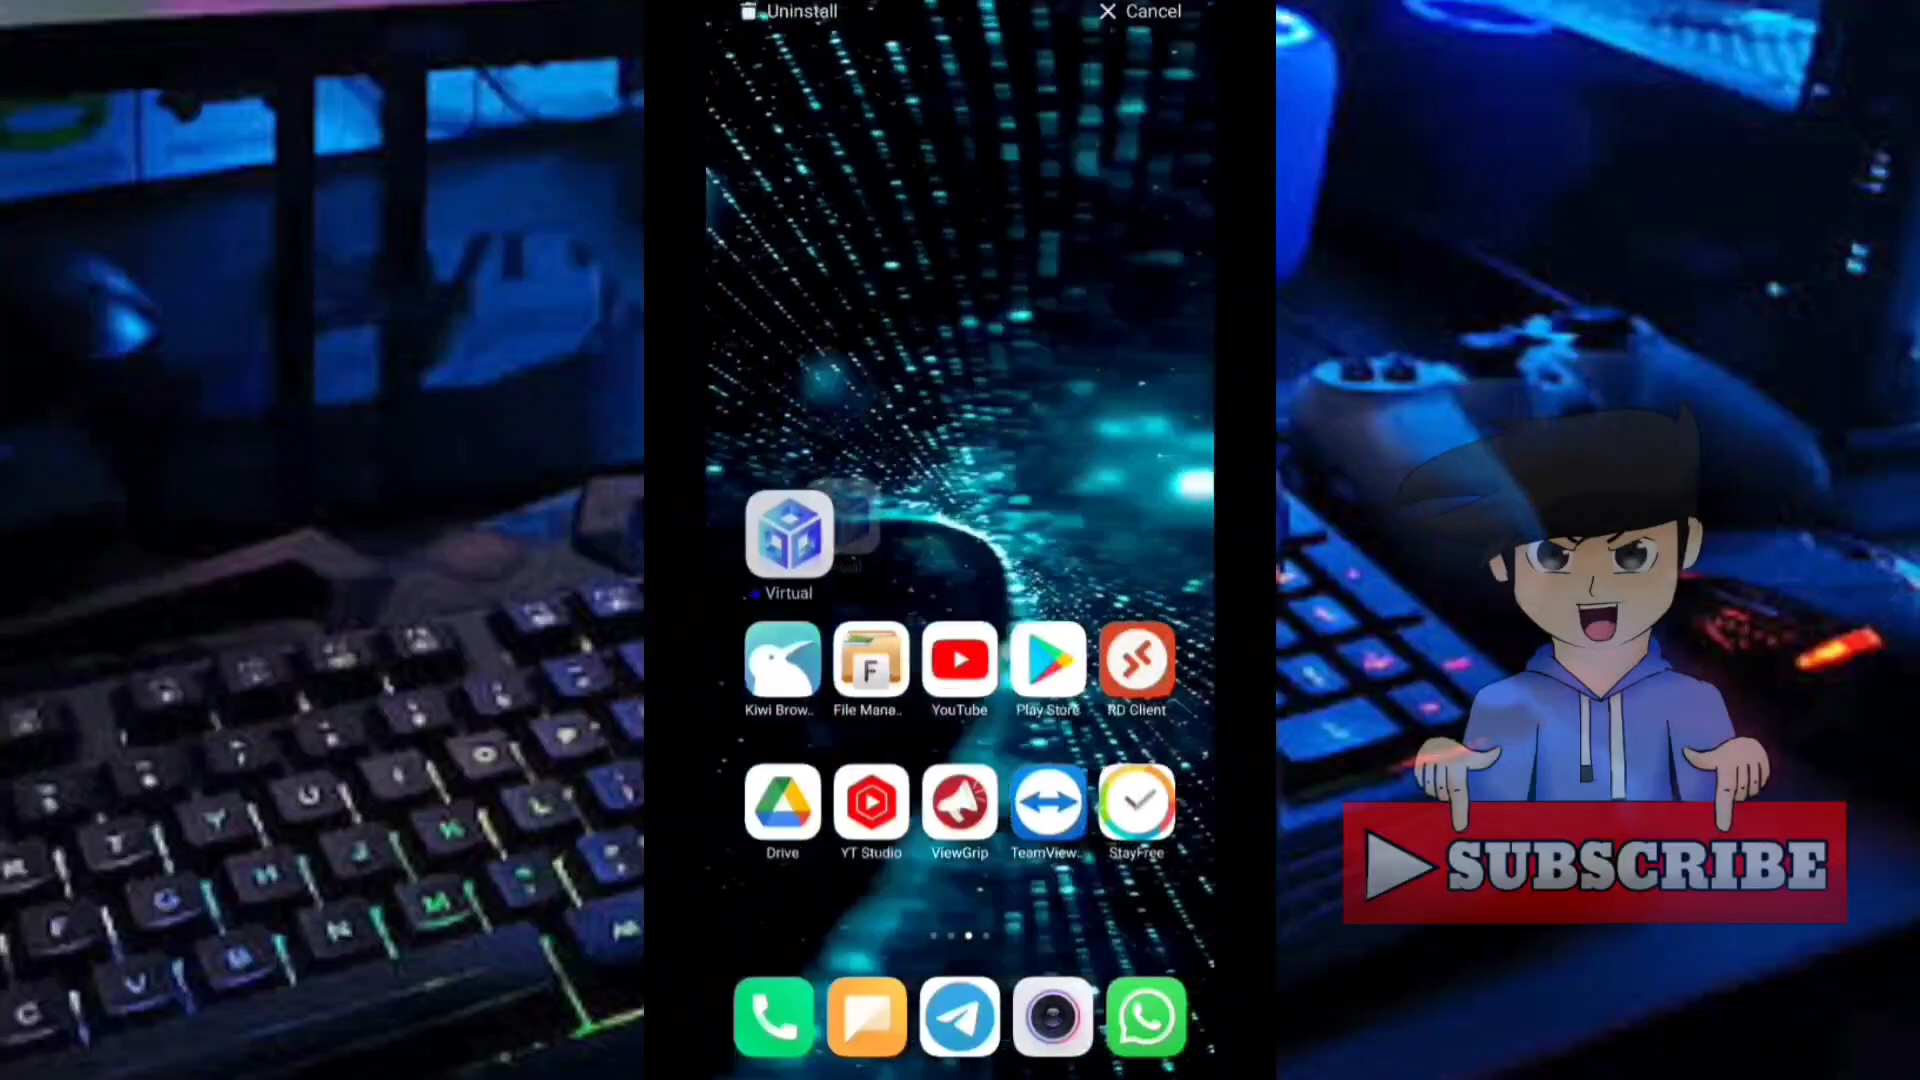 Uninstall
Cancel
Virtual
Kiwi Brow..
File Mana..
YouTube
Play Store
RD Client
Drive
YT Studio
ViewGrip
TeamView..
StayFree
SUBSCRIBE